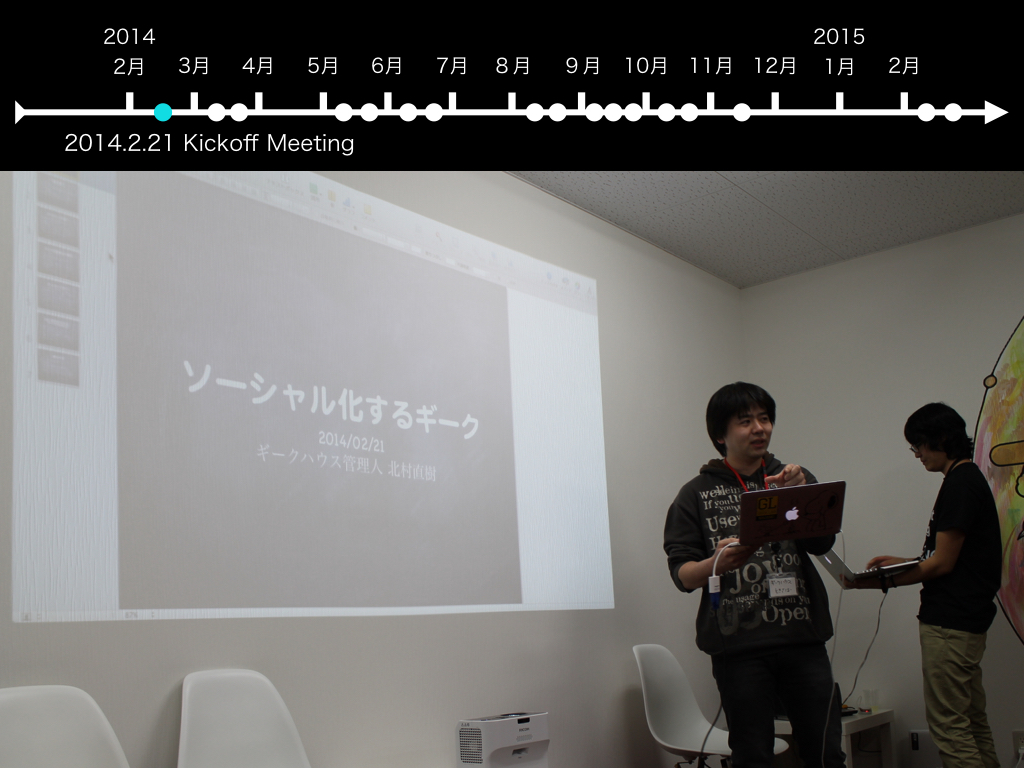 2014
2015
2月
3月
4月
5月
6月
7月
8月
9月
10月
11月
12月
1月
2月
2014.2.21 Kickoff Meeting
ソーシャル化するギーク
2014/02/21
ギークハウス管理人 北村直樹
GL
JOY
Open